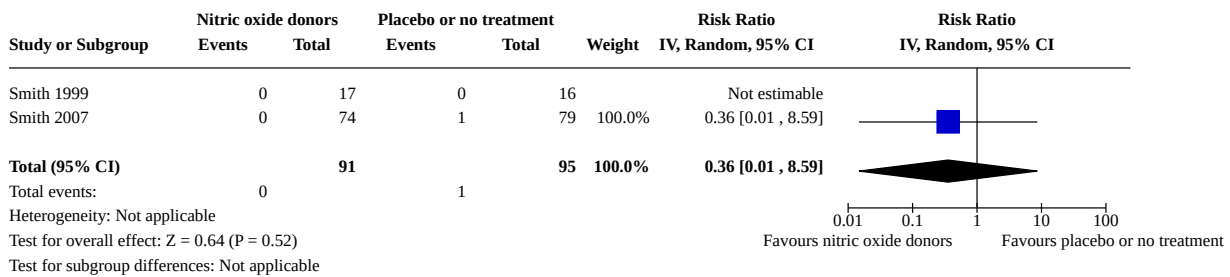 Nitric oxide donors Placebo or no treatment Risk Ratio Risk Ratio
Study or Subgroup Events Total Events Total Weight IV, Random, 95% CI IV, Random, 95% CI
Smith 1999 0 17 0 16 Not estimable
Smith 2007 0 74 1 79 100.0% 0.36 [0.01 , 8.59]
Total (95% CI) 91 95 100.0% 0.36 [0.01 , 8.59]
Total events: 0 1
Heterogeneity: Not applicable 0.01 0.1 1 10 100
Test for overall effect: Z = 0.64 (P = 0.52) Favours nitric oxide donors Favours placebo or no treatment
Test for subgroup differences: Not applicable